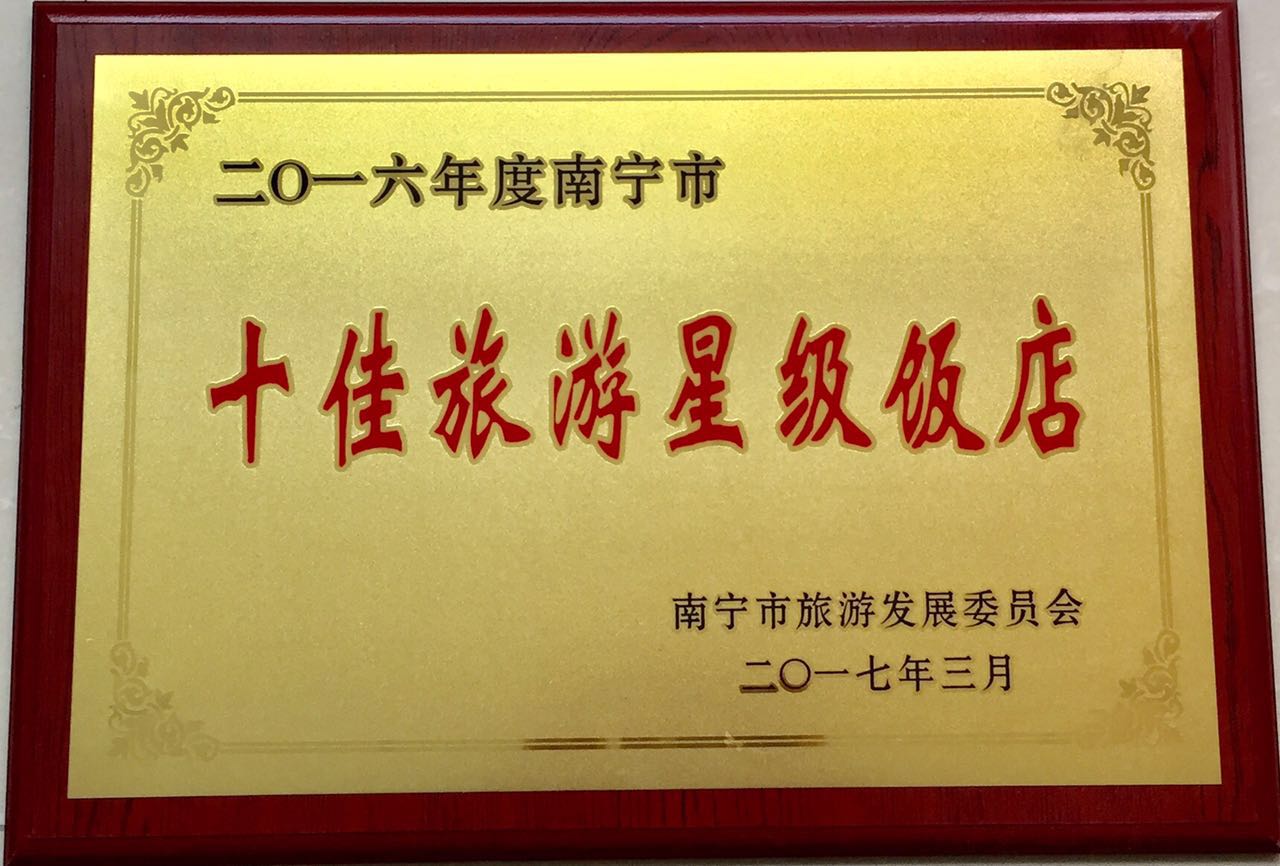 二〇一六年度南宁市
十佳旅游星级饭店
南宁市旅游发展委员会
二〇一七年三月